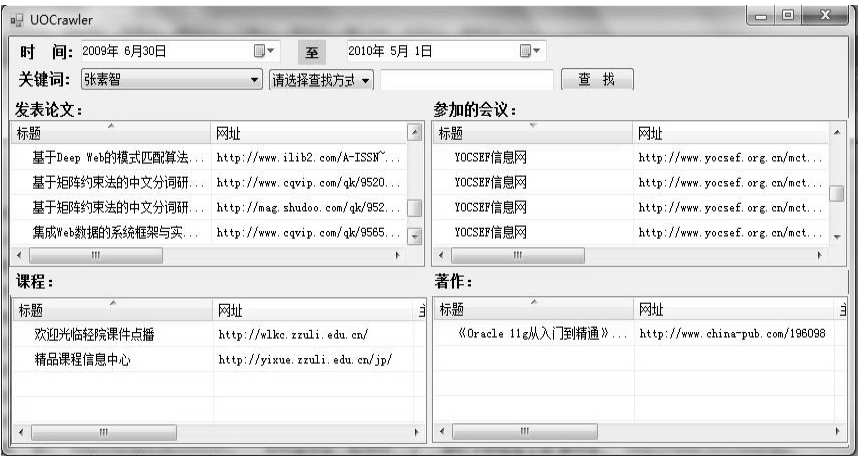 UOCrawler
时 间: 2009年 6月30日 至 2010年 5月 1日
关键词: 张素智 请选择查找方式 查 找
发表论文:
标题 网址
基于Deep Web的模式匹配算法... http://www.ilib2.com/A-ISSN~...
基于矩阵约束法的中文分词研... http://www.cqvip.com/qk/9520...
基于矩阵约束法的中文分词研... http://mag.shudoo.com/qk/952...
集成Web数据的系统框架与实... http://www.cqvip.com/qk/9565...
参加的会议:
标题 网址
YOCSEF信息网 http://www.yocsef.org.cn/mct...
YOCSEF信息网 http://www.yocsef.org.cn/mct...
YOCSEF信息网 http://www.yocsef.org.cn/mct...
YOCSEF信息网 http://www.yocsef.org.cn/mct...
课程:
标题 网址
欢迎光临轻院课件点播 http://wlkc.zzuli.edu.cn/
精品课程信息中心 http://yixue.zzuli.edu.cn/jp/
著作:
标题 网址
《Oracle 11g从入门到精通》... http://www.china-pub.com/196098